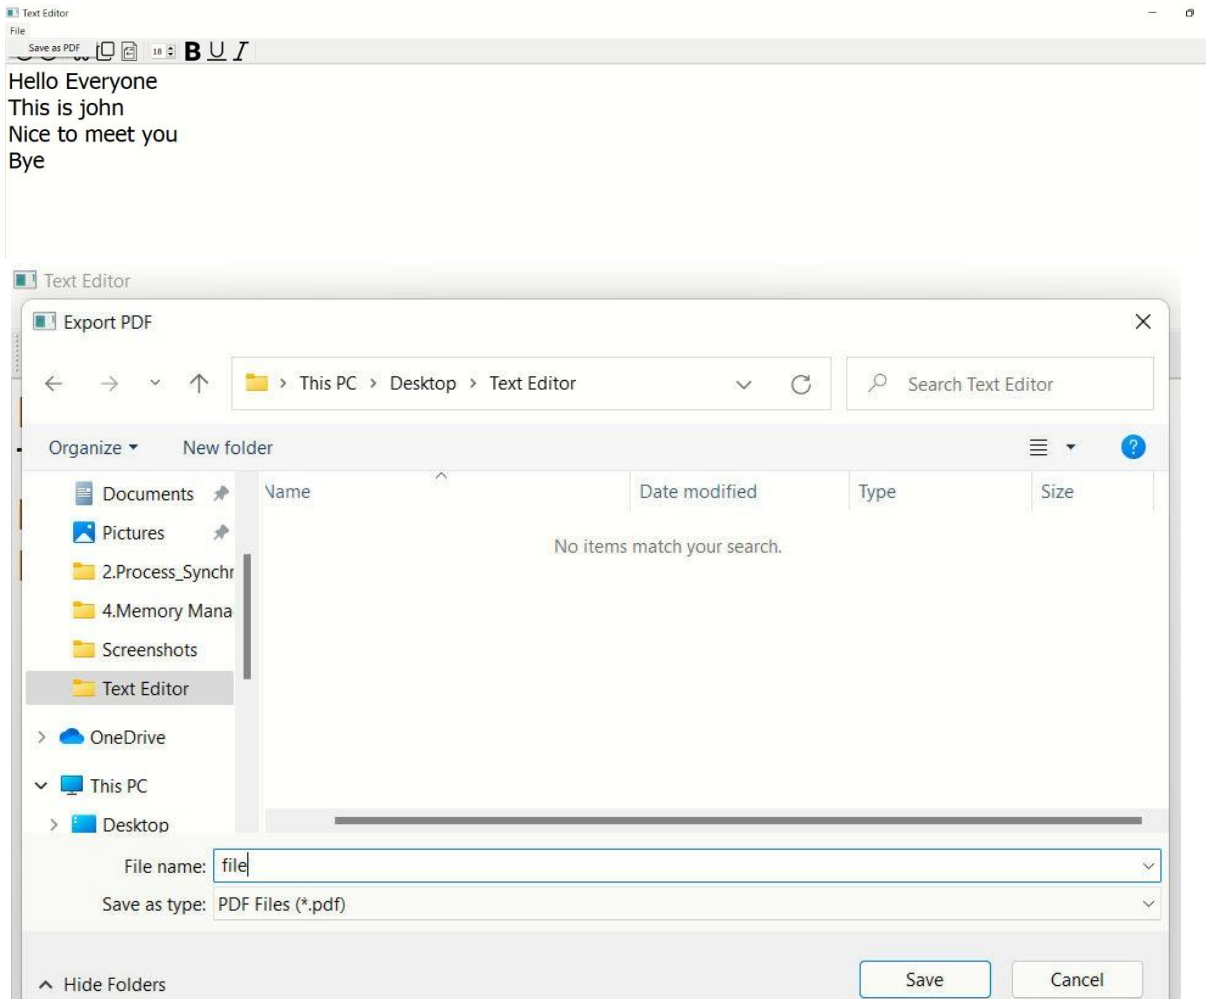 Text Editor
File
Save as PDF
18 B U I
Hello Everyone
This is john
Nice to meet you
Bye
Text Editor
Export PDF
This PC > Desktop > Text Editor
Search Text Editor
Organize New folder
Name Date modified Type Size
Documents
No items match your search.
Pictures
2.Process_Synchr
4.Memory Mana
Screenshots
Text Editor
OneDrive
This PC
Desktop
File name: file
Save as type: PDF Files (*.pdf)
Hide Folders Save Cancel